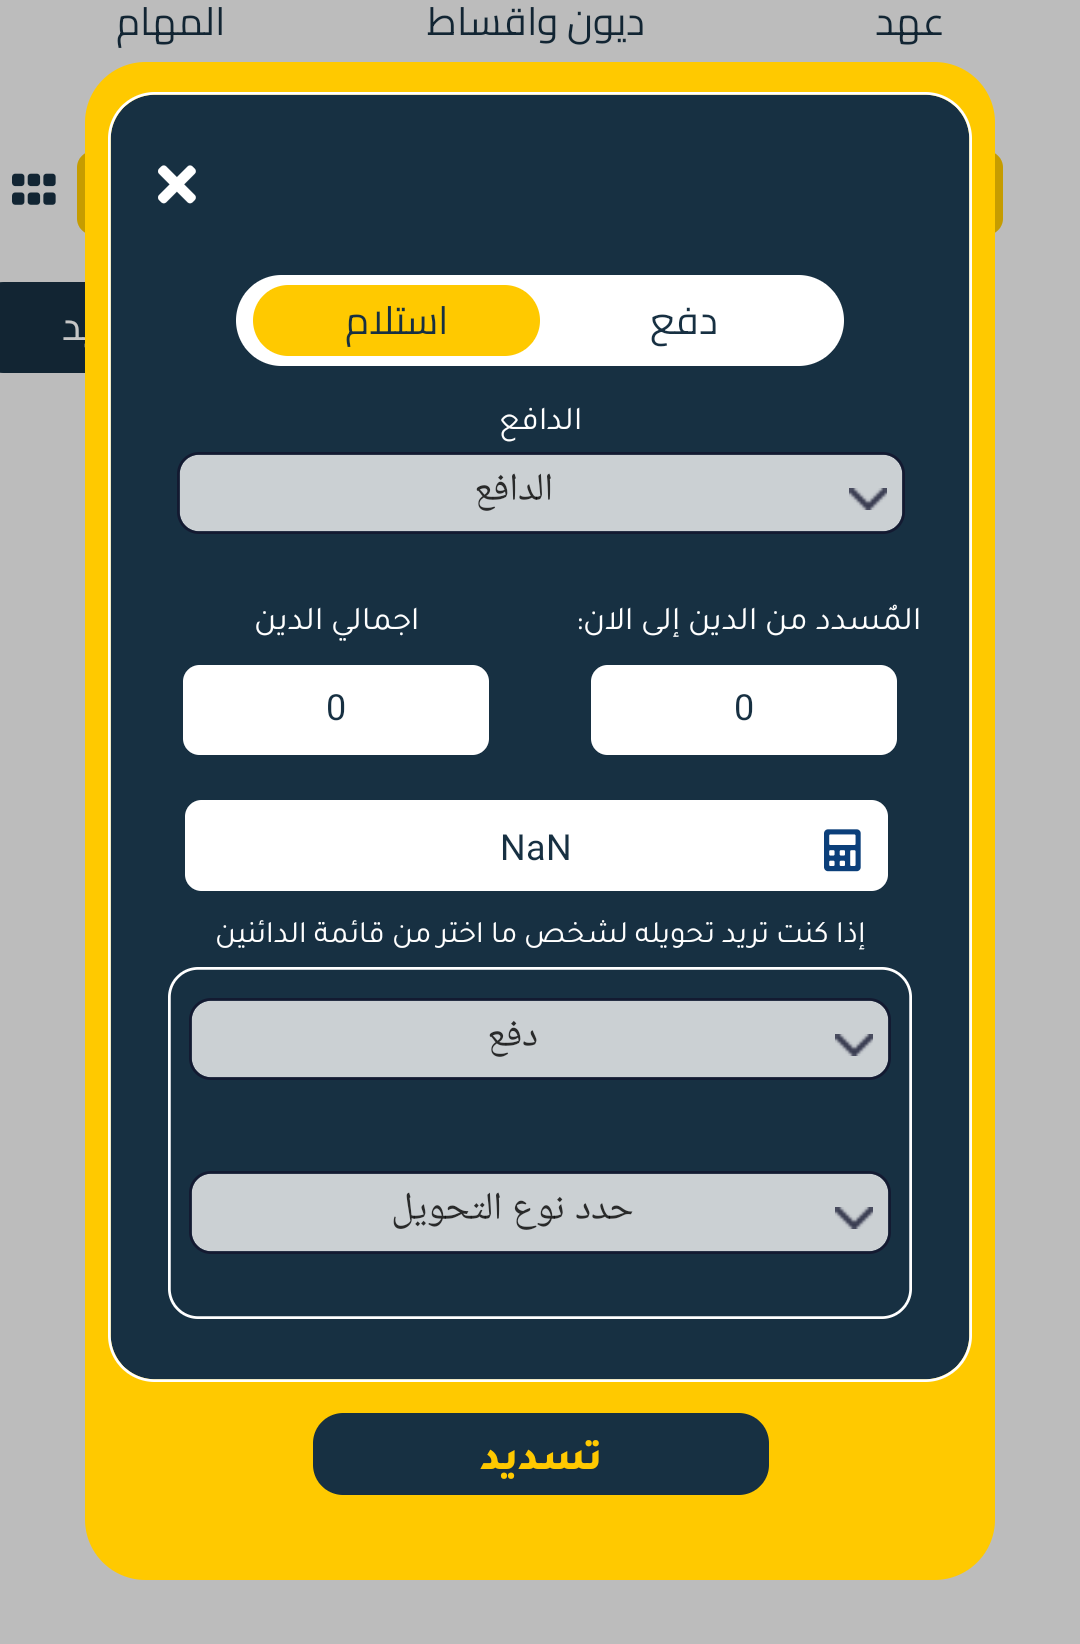 عهد ديون واقساط المهام
دفع استلام
الدافع
الدافع
المٌسدد من الدين إلى الان: اجمالي الدين
0 0
NaN
إذا كنت تريد تحويله لشخص ما اختر من قائمة الدائنين
دفع
حدد نوع التحويل
تسديد